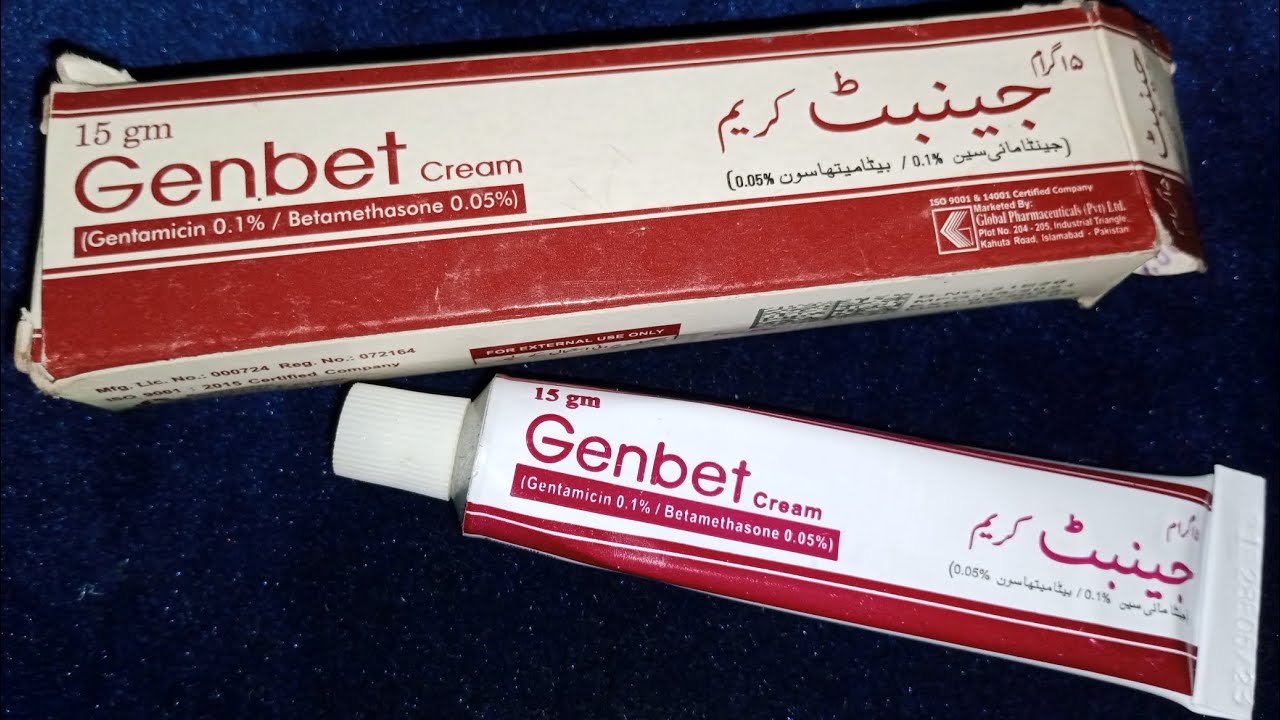 15 gm
Genbet Cream
(Gentamicin 0.1% / Betamethasone 0.05%)
۱۵ گرام
جینبٹ کریم
(جینٹامائی سین 0.1% / بیٹامیتھاسون 0.05%)
ISO 9001 & 14001 Certified Company
Marketed By:
Global Pharmaceuticals (Pvt) Ltd.
Plot No. 204 - 205, Industrial Triangle,
Kahuta Road, Islamabad - Pakistan
جینبٹ
Mfg. Lic. No.: 000724 Reg. No.: 072164
ISO 9001 : 2015 Certified Company
FOR EXTERNAL USE ONLY
15 gm
Genbet cream
(Gentamicin 0.1% / Betamethasone 0.05%)
۱۵ گرام
جینبٹ کریم
(جینٹامائی سین 0.1% / بیٹامیتھاسون 0.05%)